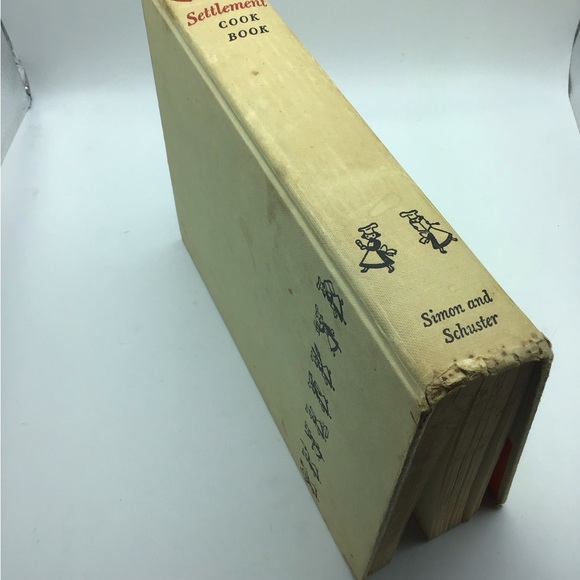 Settlement
COOK
BOOK
Simon and
Schuster